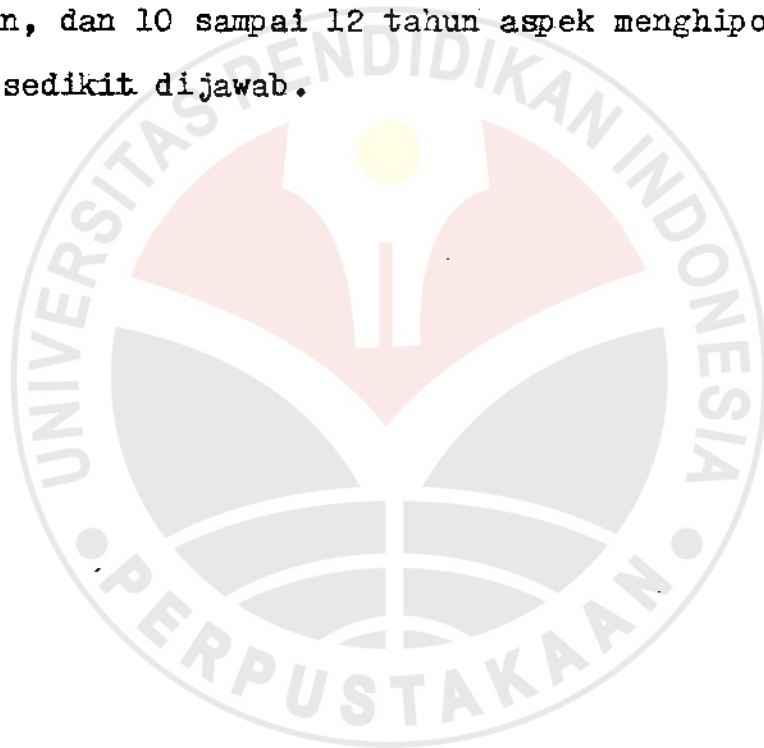 n, dan 10 sampai 12 tahun aspek menghipo
sedikit dijawab.
UNIVERSITAS PENDIDIKAN INDONESIA
• PERPUSTAKAAN •